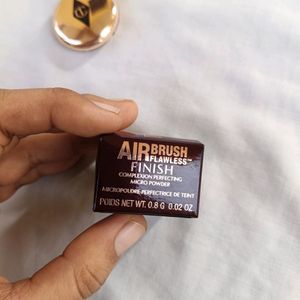 AIRBRUSH
FLAWLESS™
FINISH
COMPLEXION PERFECTING
MICRO POWDER
MICROPOUDRE PERFECTRICE DE TEINT
POIDS NET WT. 0.8 G 0.02 OZ